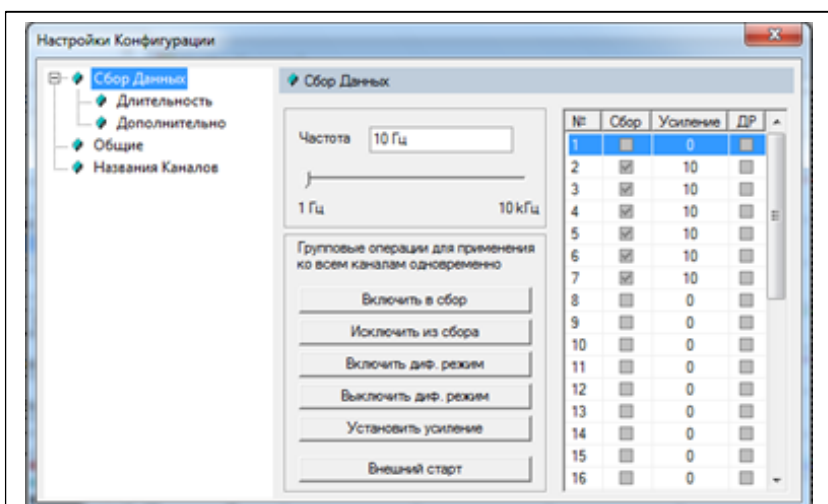 Настройки Конфигурации
Сбор Данных
Длительность
Дополнительно
Общие
Названия Каналов
Сбор Данных
Частота 10 Гц
1 Гц 10 kГц
Групповые операции для применения
ко всем каналам одновременно
Включить в сбор
Исключить из сбора
Включить диф. режим
Выключить диф. режим
Установить усиление
Внешний старт
№ Сбор Усиление ДР
1 0
2 10
3 10
4 10
5 10
6 10
7 10
8 0
9 0
10 0
11 0
12 0
13 0
14 0
15 0
16 0